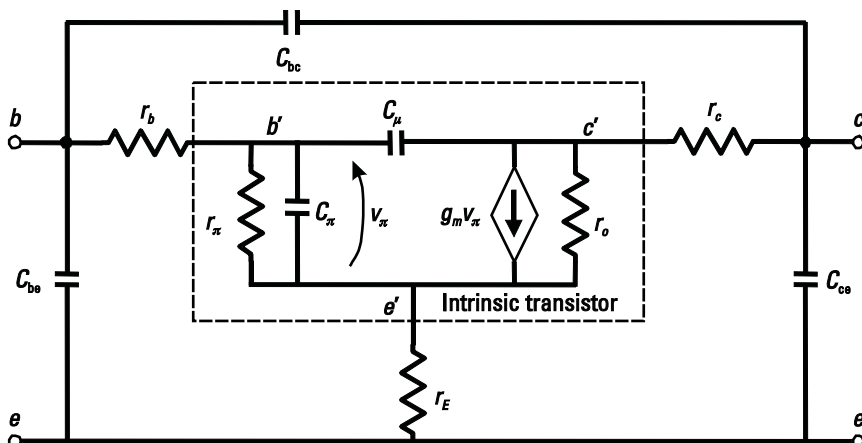 C_bc
b
r_b
b′
C_μ
c′
r_c
c
r_π
C_π
v_π
g_m v_π
r_o
C_be
e′
Intrinsic transistor
C_ce
r_E
e
e